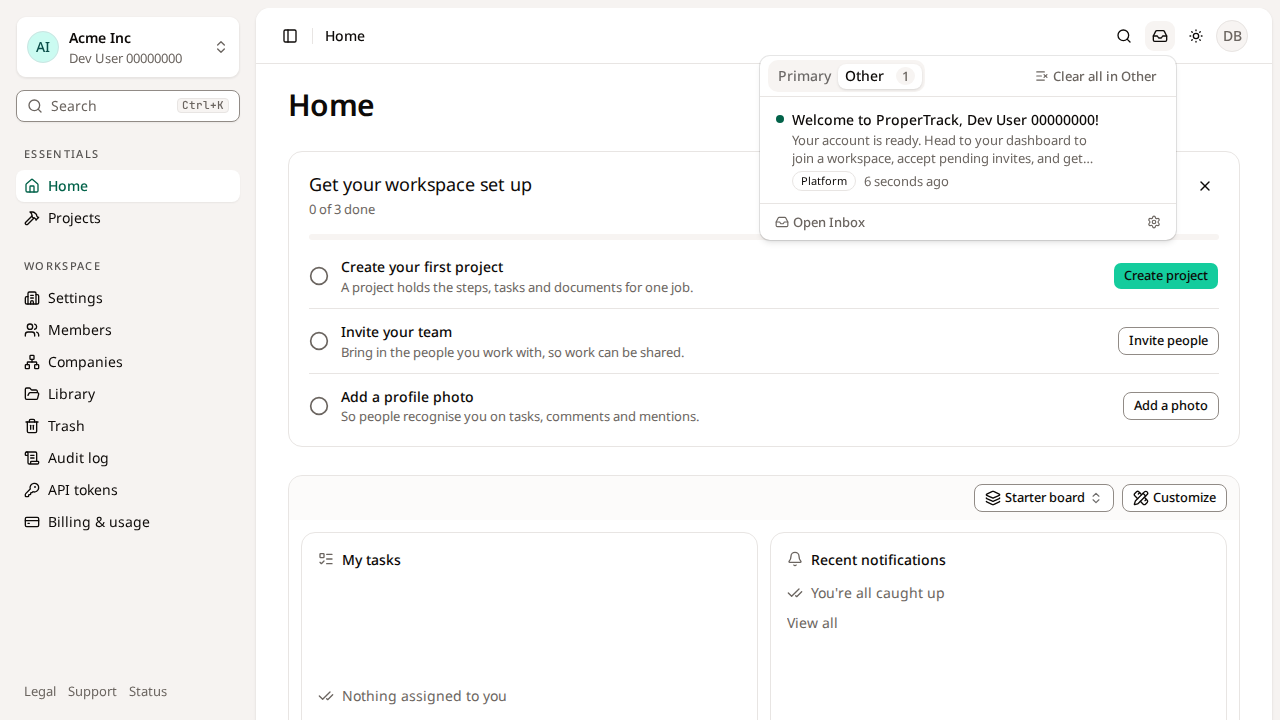 AI
Acme Inc
Dev User 00000000
Search
Ctrl+K
ESSENTIALS
Home
Projects
WORKSPACE
Settings
Members
Companies
Library
Trash
Audit log
API tokens
Billing & usage
Legal Support Status
Home
DB
Primary Other 1
Clear all in Other
Welcome to ProperTrack, Dev User 00000000!
Your account is ready. Head to your dashboard to
join a workspace, accept pending invites, and get…
Platform 6 seconds ago
Open Inbox
Home
Get your workspace set up
0 of 3 done
Create your first project
A project holds the steps, tasks and documents for one job.
Create project
Invite your team
Bring in the people you work with, so work can be shared.
Invite people
Add a profile photo
So people recognise you on tasks, comments and mentions.
Add a photo
Starter board
Customize
My tasks
Nothing assigned to you
Recent notifications
You're all caught up
View all